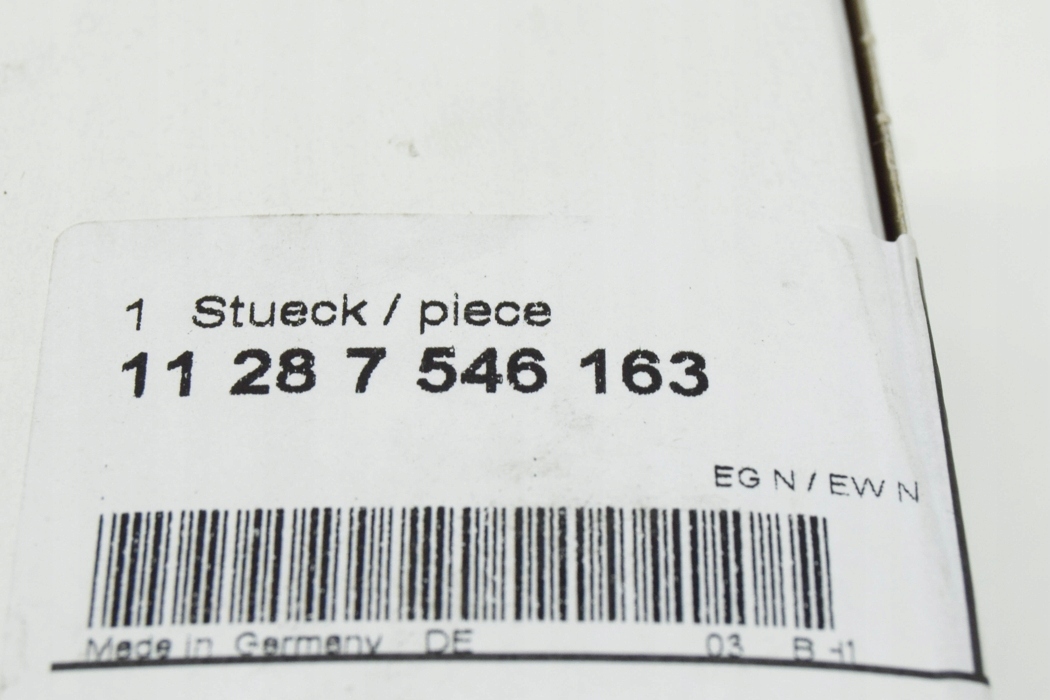 1 Stueck / piece
11 28 7 546 163
EG N / EW N
Made in Germany DE 03